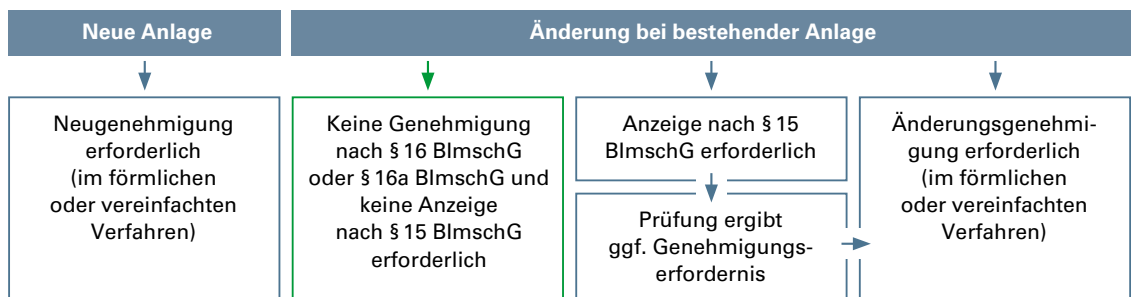 Neue Anlage
Änderung bei bestehender Anlage
Neugenehmigung
erforderlich
(im förmlichen
oder vereinfachten
Verfahren)
Keine Genehmigung
nach § 16 BImschG
oder § 16a BImschG und
keine Anzeige
nach § 15 BImschG
erforderlich
Anzeige nach § 15
BImschG erforderlich
Prüfung ergibt
ggf. Genehmigungs-
erfordernis
Änderungsgenehmi-
gung erforderlich
(im förmlichen
oder vereinfachten
Verfahren)